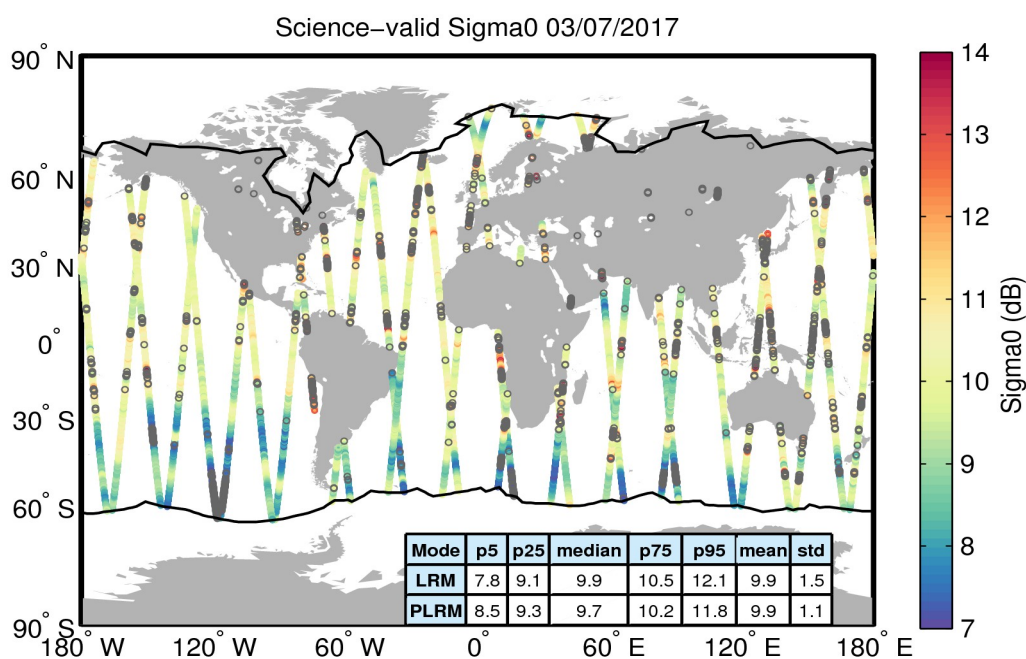 Science−valid Sigma0 03/07/2017
90° N
60° N
30° N
0°
30° S
60° S
90° S
180° W
120° W
60° W
0°
60° E
120° E
180° E
14
13
12
11
10
9
8
7
Sigma0 (dB)
Mode p5 p25 median p75 p95 mean std
LRM 7.8 9.1 9.9 10.5 12.1 9.9 1.5
PLRM 8.5 9.3 9.7 10.2 11.8 9.9 1.1